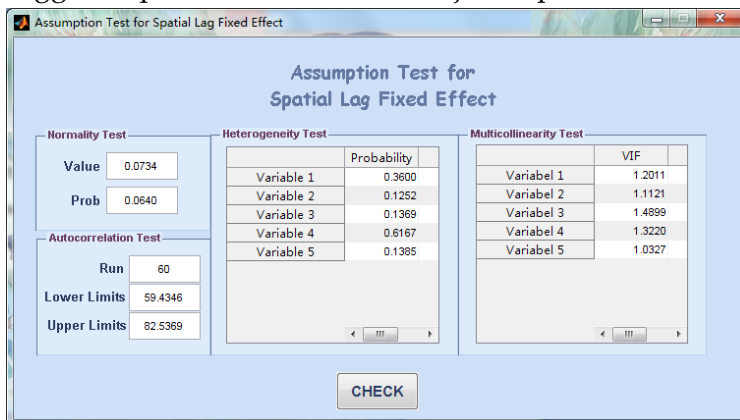 Assumption Test for Spatial Lag Fixed Effect
Assumption Test for
Spatial Lag Fixed Effect
Normality Test
Value 0.0734
Prob 0.0640
Autocorrelation Test
Run 60
Lower Limits 59.4346
Upper Limits 82.5369
Heterogeneity Test
Probability
Variable 1 0.3600
Variable 2 0.1252
Variable 3 0.1369
Variable 4 0.6167
Variable 5 0.1385
Multicollinearity Test
VIF
Variabel 1 1.2011
Variabel 2 1.1121
Variabel 3 1.4899
Variabel 4 1.3220
Variabel 5 1.0327
CHECK